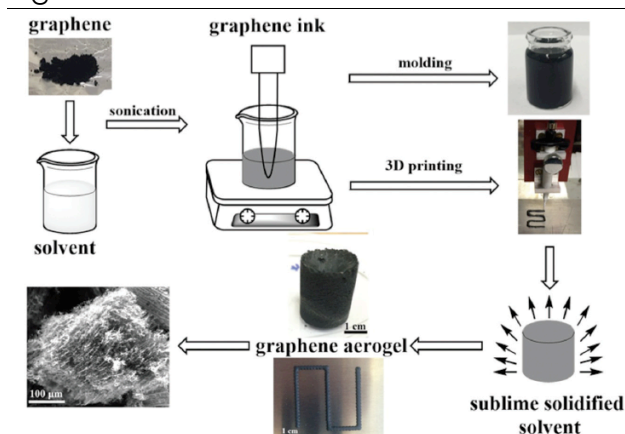 graphene
graphene ink
molding
sonication
3D printing
solvent
1 cm
graphene aerogel
100 μm
1 cm
sublime solidified
solvent